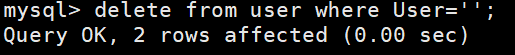 mysql> delete from user where User='';
Query OK, 2 rows affected (0.00 sec)